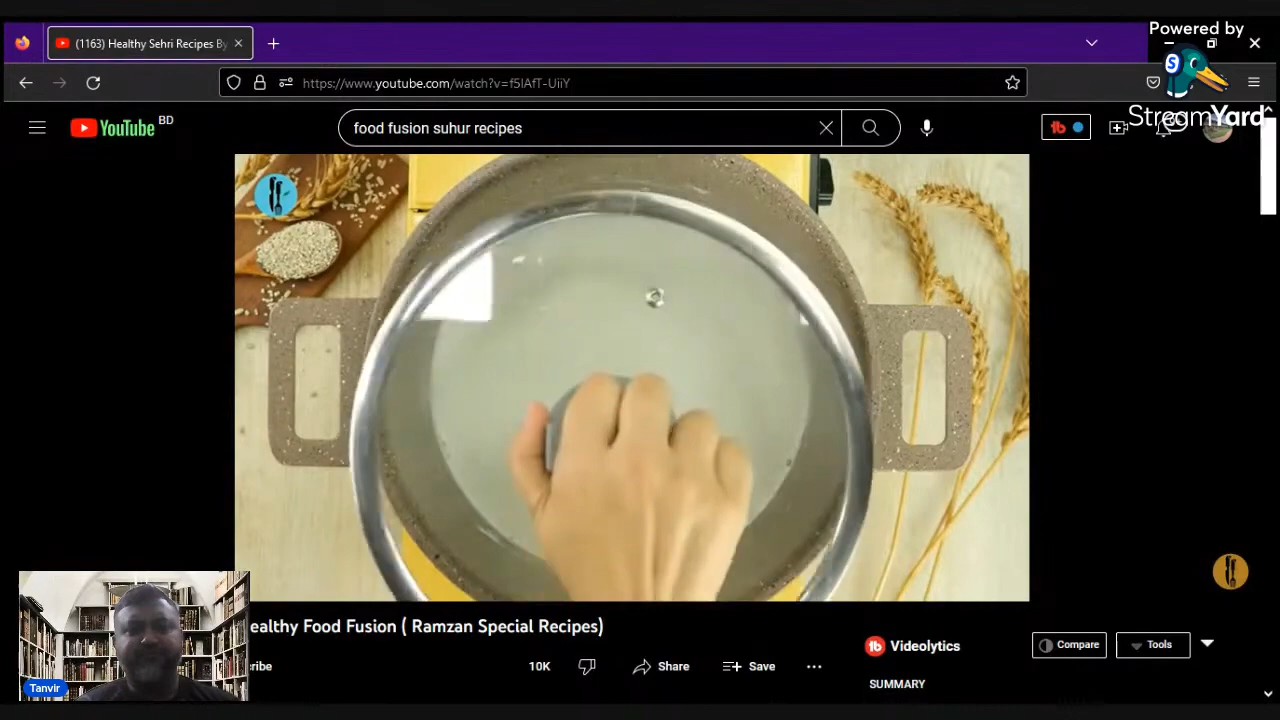 Powered by
StreamYard
(1163) Healthy Sehri Recipes By
https://www.youtube.com/watch?v=f5IAfT-UiiY
YouTube BD
food fusion suhur recipes
ealthy Food Fusion ( Ramzan Special Recipes)
ribe
10K
Share
Save
Videolytics
Compare
Tools
SUMMARY
Tanvir